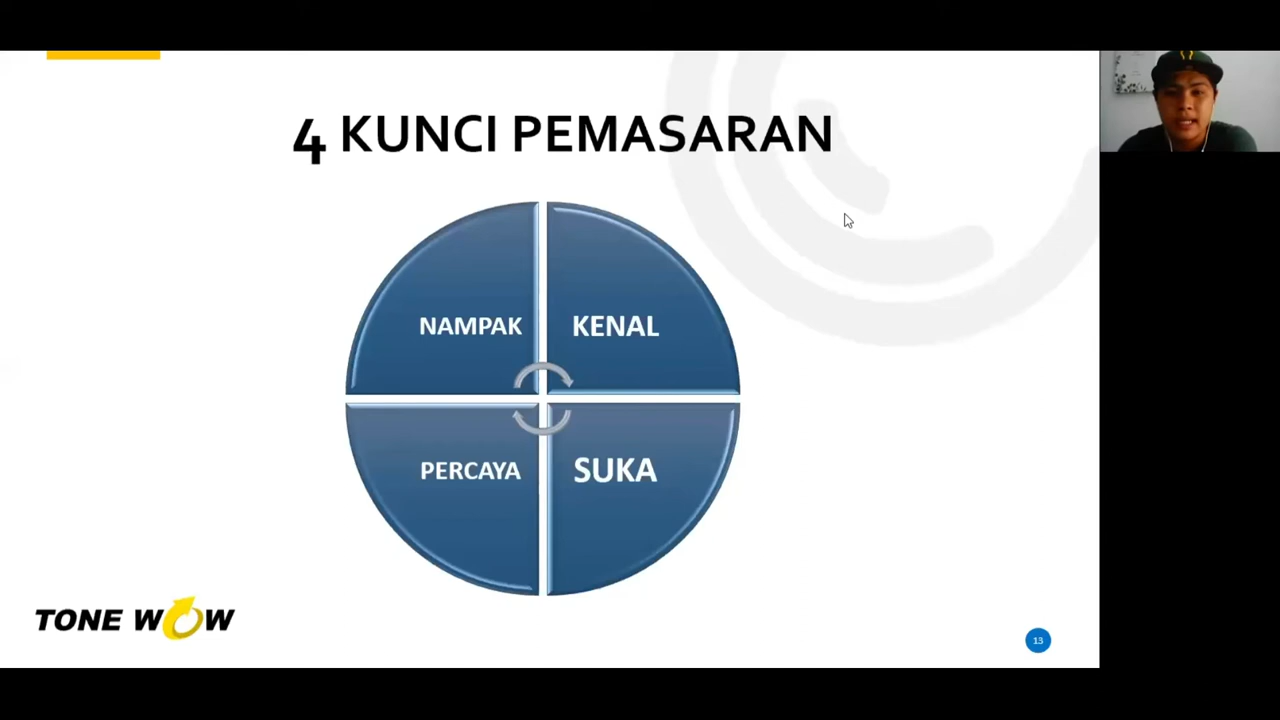 4 KUNCI PEMASARAN
NAMPAK
KENAL
PERCAYA
SUKA
TONE WOW
13